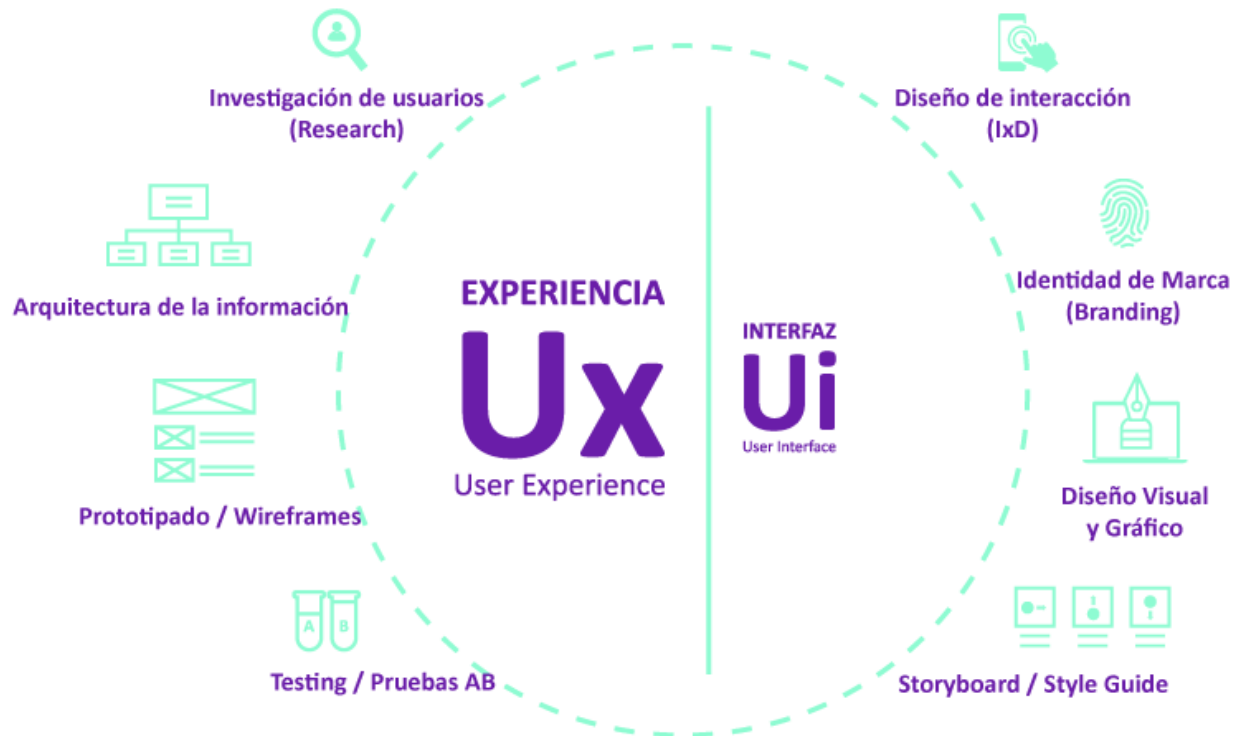 Investigación de usuarios
(Research)
Arquitectura de la información
Prototipado / Wireframes
A
B
Testing / Pruebas AB
EXPERIENCIA
Ux
User Experience
INTERFAZ
Ui
User Interface
Diseño de interacción
(IxD)
Identidad de Marca
(Branding)
Diseño Visual
y Gráfico
Storyboard / Style Guide